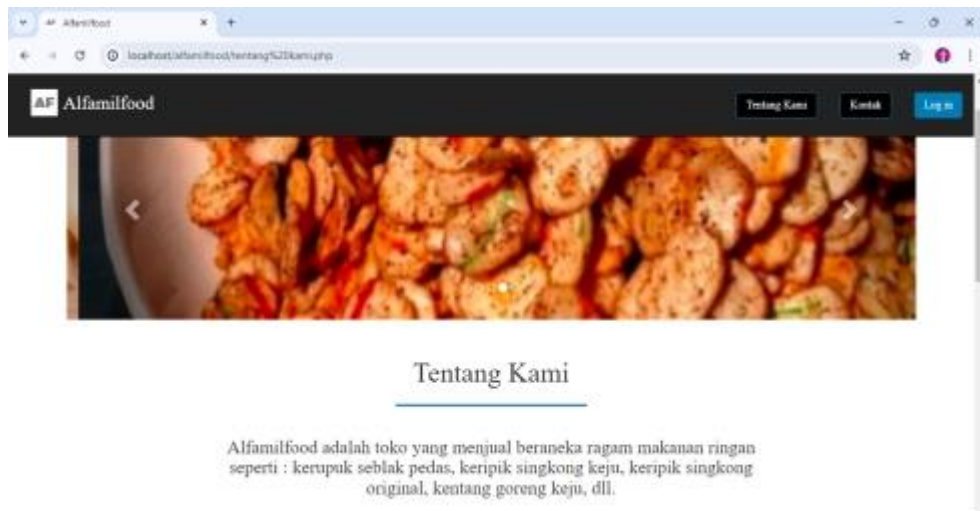 AF Alfamilfood
localhost/alfamilfood/tentang%20kami.php
AF Alfamilfood
Tentang Kami
Kontak
Log in
Tentang Kami
Alfamilfood adalah toko yang menjual beraneka ragam makanan ringan
seperti : kerupuk seblak pedas, keripik singkong keju, keripik singkong
original, kentang goreng keju, dll.